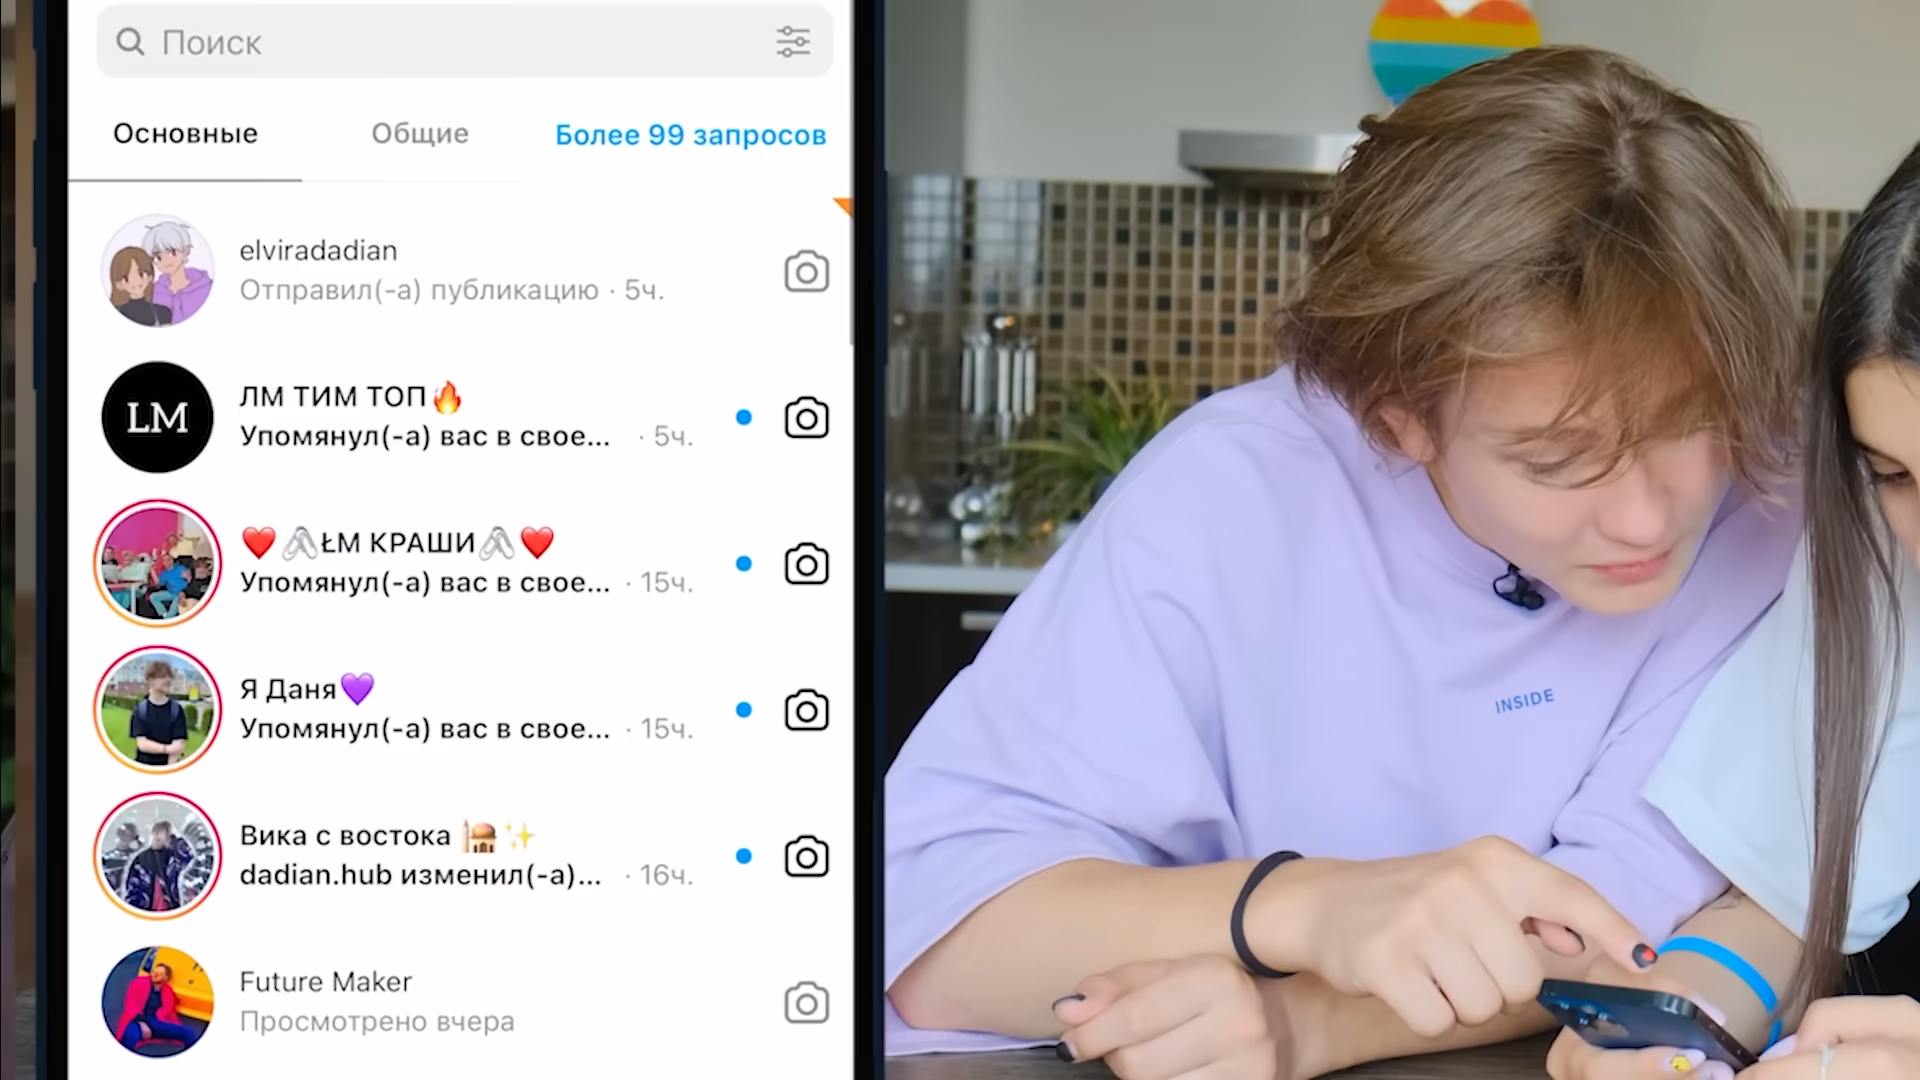 Поиск
Основные
Общие
Более 99 запросов
elviradadian
Отправил(-а) публикацию · 5ч.
LM
ЛМ ТИМ ТОП🔥
Упомянул(-а) вас в свое... · 5ч.
❤️🖇ŁМ КРАШИ🖇❤️
Упомянул(-а) вас в свое... · 15ч.
Я Даня💜
Упомянул(-а) вас в свое... · 15ч.
Вика с востока 🕌✨
dadian.hub изменил(-а)... · 16ч.
Future Maker
Просмотрено вчера
INSIDE